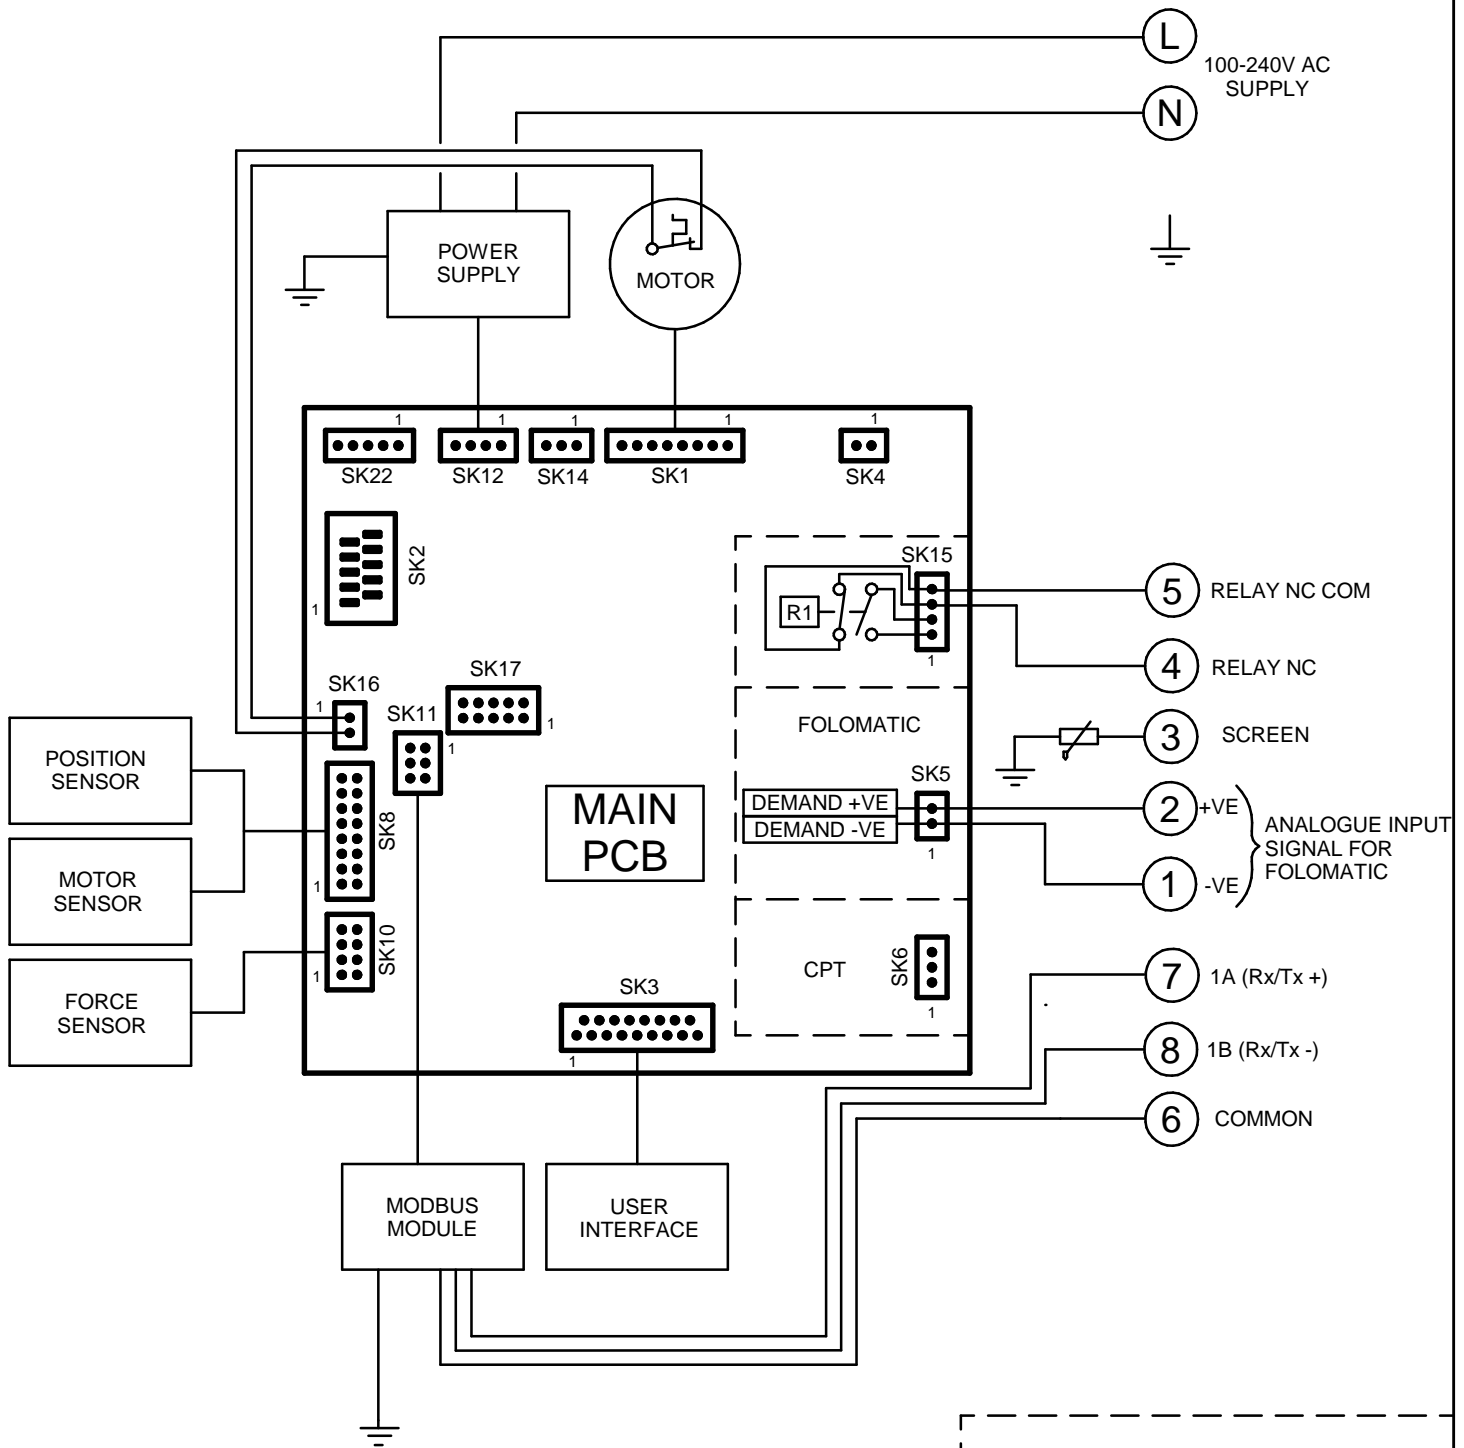 L
100-240V AC
SUPPLY
N
POWER
SUPPLY
MOTOR
1
1
1
1
1
SK22
SK12
SK14
SK1
SK4
SK2
1
SK15
R1
1
5 RELAY NC COM
4 RELAY NC
SK17
1
SK16
1
SK11
1
FOLOMATIC
3 SCREEN
POSITION
SENSOR
SK5
DEMAND +VE
DEMAND -VE
1
2 +VE
1 -VE
ANALOGUE INPUT
SIGNAL FOR
FOLOMATIC
MAIN
PCB
SK8
1
MOTOR
SENSOR
SK10
1
FORCE
SENSOR
CPT
SK6
1
SK3
1
7 1A (Rx/Tx +)
8 1B (Rx/Tx -)
6 COMMON
MODBUS
MODULE
USER
INTERFACE